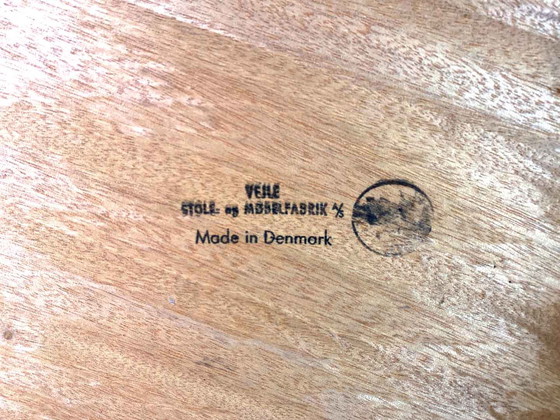 VEJLE
STOLE- og MØBELFABRIK A/S
Made in Denmark